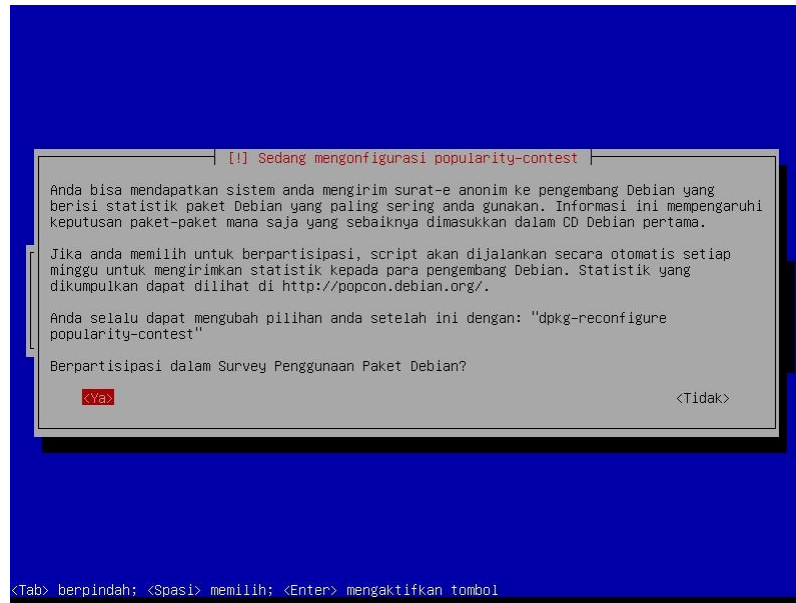 [!] Sedang mengonfigurasi popularity-contest
Anda bisa mendapatkan sistem anda mengirim surat-e anonim ke pengembang Debian yang
berisi statistik paket Debian yang paling sering anda gunakan. Informasi ini mempengaruhi
keputusan paket-paket mana saja yang sebaiknya dimasukkan dalam CD Debian pertama.
Jika anda memilih untuk berpartisipasi, script akan dijalankan secara otomatis setiap
minggu untuk mengirimkan statistik kepada para pengembang Debian. Statistik yang
dikumpulkan dapat dilihat di http://popcon.debian.org/.
Anda selalu dapat mengubah pilihan anda setelah ini dengan: "dpkg-reconfigure
popularity-contest"
Berpartisipasi dalam Survey Penggunaan Paket Debian?
<Ya> <Tidak>
<Tab> berpindah; <Spasi> memilih; <Enter> mengaktifkan tombol